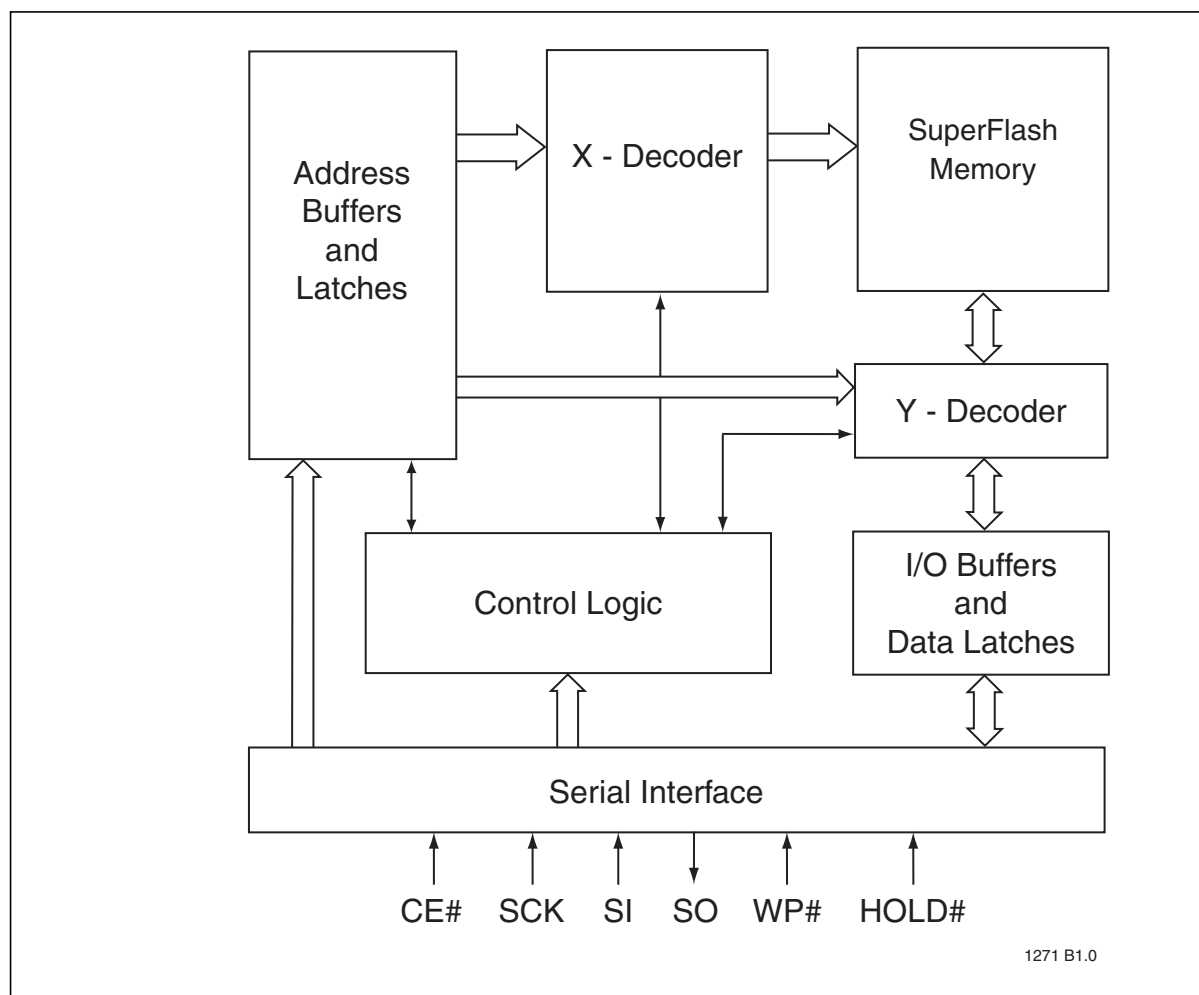 Address
Buffers
and
Latches
X - Decoder
SuperFlash
Memory
Y - Decoder
Control Logic
I/O Buffers
and
Data Latches
Serial Interface
CE# SCK SI SO WP# HOLD#
1271 B1.0